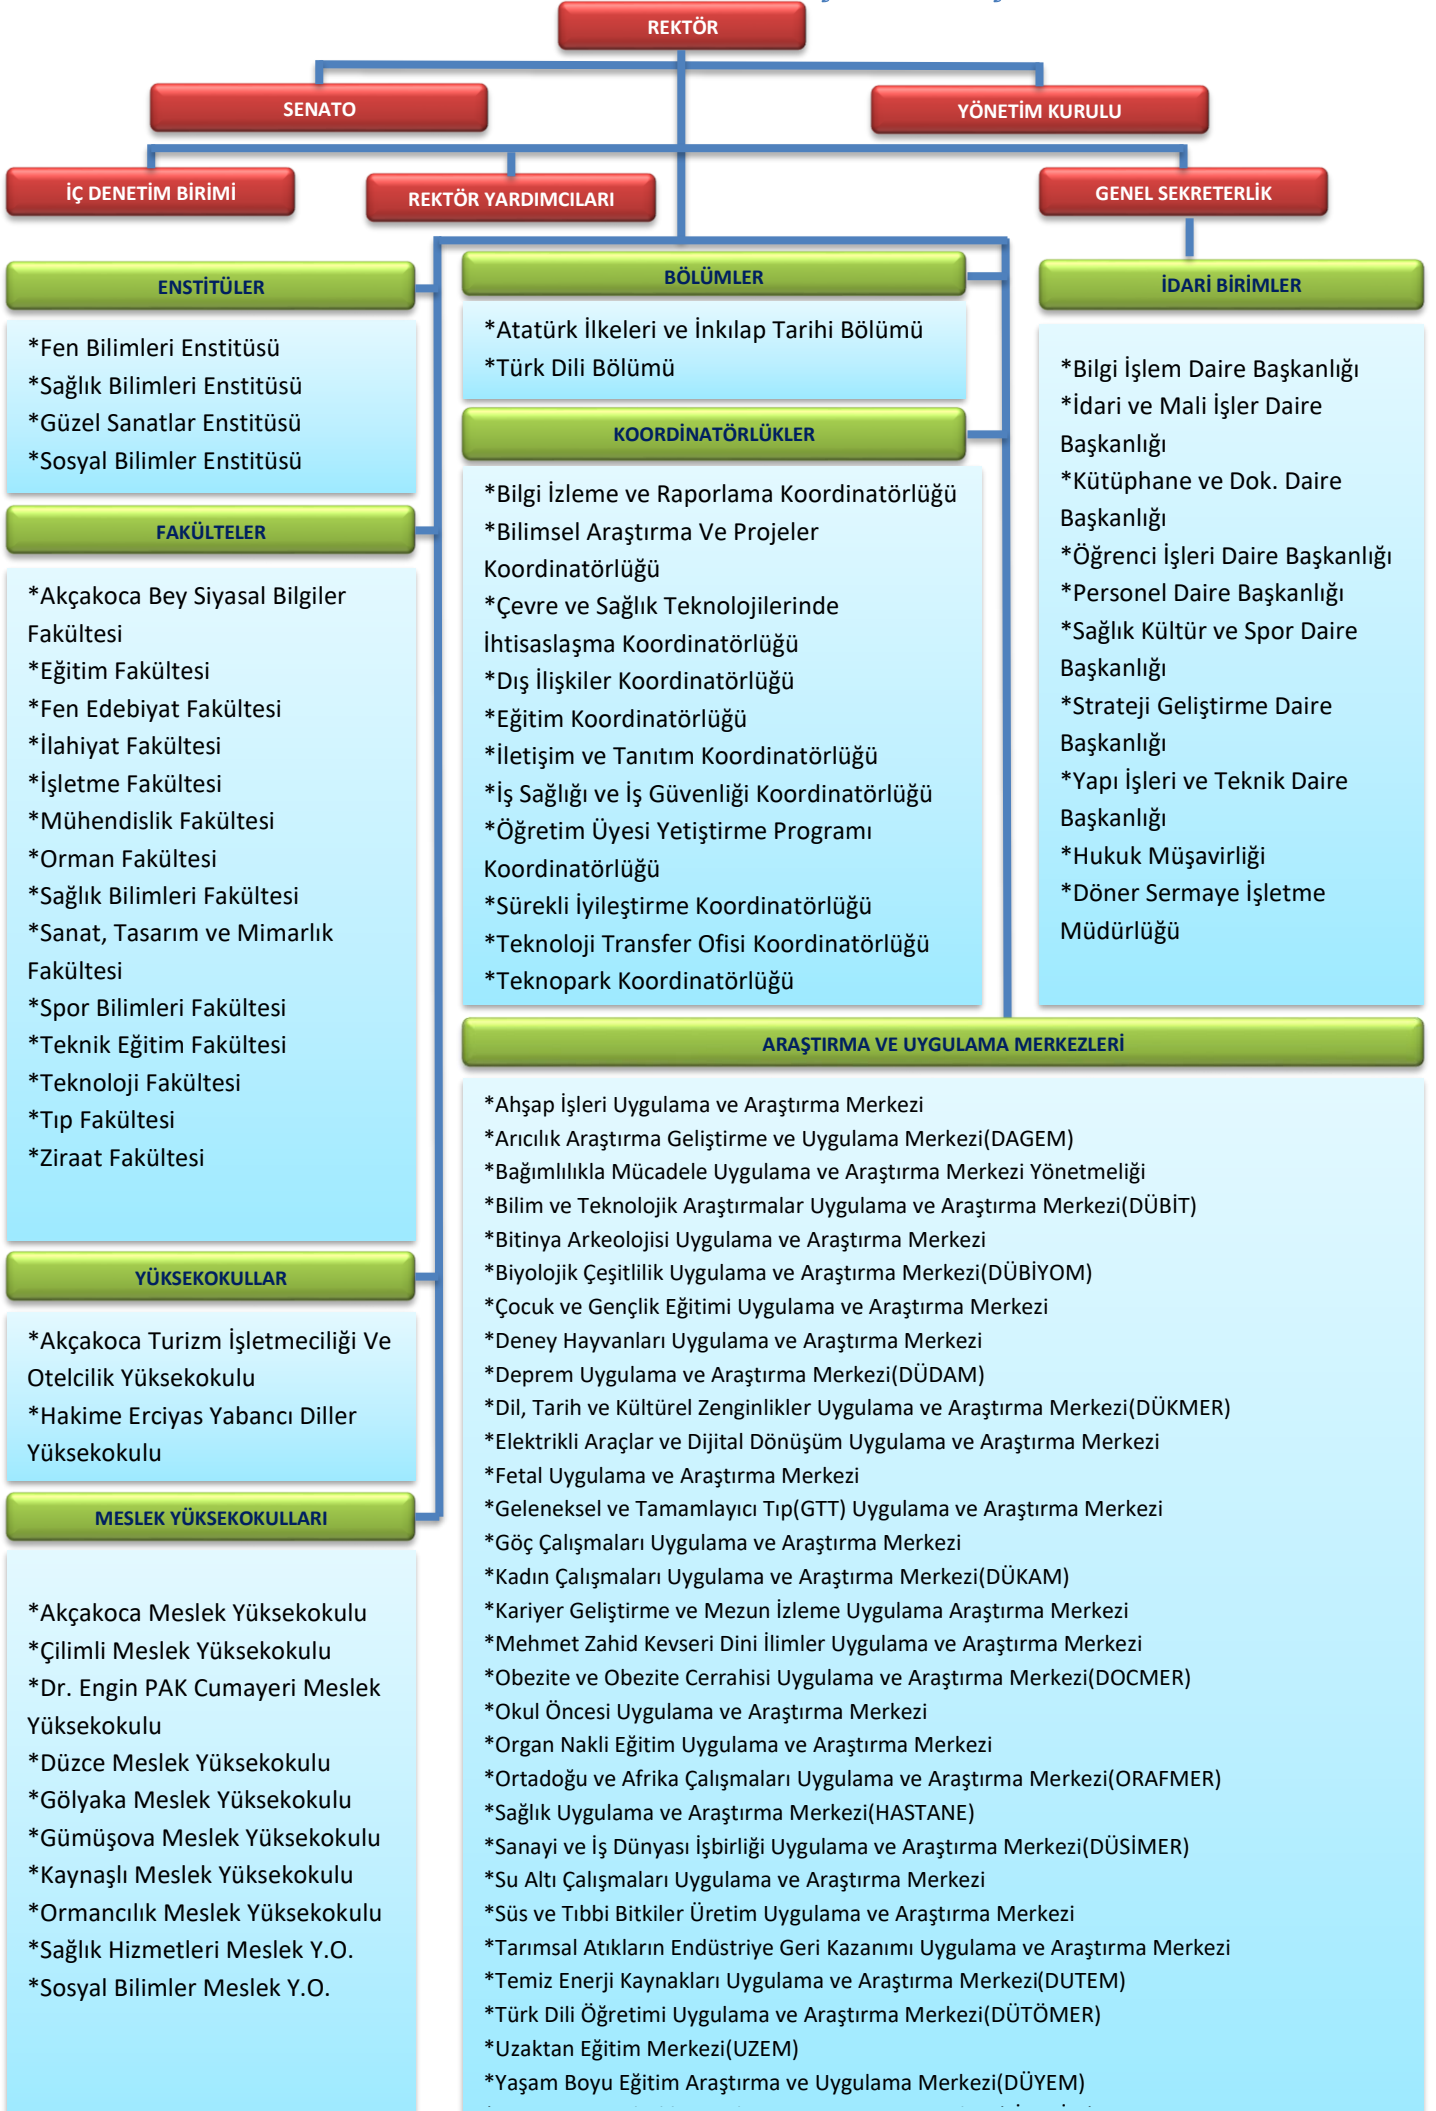 REKTÖR
SENATO
YÖNETİM KURULU
İÇ DENETİM BİRİMİ
REKTÖR YARDIMCILARI
GENEL SEKRETERLİK
ENSTİTÜLER
*Fen Bilimleri Enstitüsü
*Sağlık Bilimleri Enstitüsü
*Güzel Sanatlar Enstitüsü
*Sosyal Bilimler Enstitüsü
FAKÜLTELER
*Akçakoca Bey Siyasal Bilgiler
Fakültesi
*Eğitim Fakültesi
*Fen Edebiyat Fakültesi
*İlahiyat Fakültesi
*İşletme Fakültesi
*Mühendislik Fakültesi
*Orman Fakültesi
*Sağlık Bilimleri Fakültesi
*Sanat, Tasarım ve Mimarlık
Fakültesi
*Spor Bilimleri Fakültesi
*Teknik Eğitim Fakültesi
*Teknoloji Fakültesi
*Tıp Fakültesi
*Ziraat Fakültesi
YÜKSEKOKULLAR
*Akçakoca Turizm İşletmeciliği Ve
Otelcilik Yüksekokulu
*Hakime Erciyas Yabancı Diller
Yüksekokulu
MESLEK YÜKSEKOKULLARI
*Akçakoca Meslek Yüksekokulu
*Çilimli Meslek Yüksekokulu
*Dr. Engin PAK Cumayeri Meslek
Yüksekokulu
*Düzce Meslek Yüksekokulu
*Gölyaka Meslek Yüksekokulu
*Gümüşova Meslek Yüksekokulu
*Kaynaşlı Meslek Yüksekokulu
*Ormancılık Meslek Yüksekokulu
*Sağlık Hizmetleri Meslek Y.O.
*Sosyal Bilimler Meslek Y.O.
BÖLÜMLER
*Atatürk İlkeleri ve İnkılap Tarihi Bölümü
*Türk Dili Bölümü
KOORDİNATÖRLÜKLER
*Bilgi İzleme ve Raporlama Koordinatörlüğü
*Bilimsel Araştırma Ve Projeler
Koordinatörlüğü
*Çevre ve Sağlık Teknolojilerinde
İhtisaslaşma Koordinatörlüğü
*Dış İlişkiler Koordinatörlüğü
*Eğitim Koordinatörlüğü
*İletişim ve Tanıtım Koordinatörlüğü
*İş Sağlığı ve İş Güvenliği Koordinatörlüğü
*Öğretim Üyesi Yetiştirme Programı
Koordinatörlüğü
*Sürekli İyileştirme Koordinatörlüğü
*Teknoloji Transfer Ofisi Koordinatörlüğü
*Teknopark Koordinatörlüğü
İDARİ BİRİMLER
*Bilgi İşlem Daire Başkanlığı
*İdari ve Mali İşler Daire
Başkanlığı
*Kütüphane ve Dok. Daire
Başkanlığı
*Öğrenci İşleri Daire Başkanlığı
*Personel Daire Başkanlığı
*Sağlık Kültür ve Spor Daire
Başkanlığı
*Strateji Geliştirme Daire
Başkanlığı
*Yapı İşleri ve Teknik Daire
Başkanlığı
*Hukuk Müşavirliği
*Döner Sermaye İşletme
Müdürlüğü
ARAŞTIRMA VE UYGULAMA MERKEZLERİ
*Ahşap İşleri Uygulama ve Araştırma Merkezi
*Arıcılık Araştırma Geliştirme ve Uygulama Merkezi(DAGEM)
*Bağımlılıkla Mücadele Uygulama ve Araştırma Merkezi Yönetmeliği
*Bilim ve Teknolojik Araştırmalar Uygulama ve Araştırma Merkezi(DÜBİT)
*Bitinya Arkeolojisi Uygulama ve Araştırma Merkezi
*Biyolojik Çeşitlilik Uygulama ve Araştırma Merkezi(DÜBİYOM)
*Çocuk ve Gençlik Eğitimi Uygulama ve Araştırma Merkezi
*Deney Hayvanları Uygulama ve Araştırma Merkezi
*Deprem Uygulama ve Araştırma Merkezi(DÜDAM)
*Dil, Tarih ve Kültürel Zenginlikler Uygulama ve Araştırma Merkezi(DÜKMER)
*Elektrikli Araçlar ve Dijital Dönüşüm Uygulama ve Araştırma Merkezi
*Fetal Uygulama ve Araştırma Merkezi
*Geleneksel ve Tamamlayıcı Tıp(GTT) Uygulama ve Araştırma Merkezi
*Göç Çalışmaları Uygulama ve Araştırma Merkezi
*Kadın Çalışmaları Uygulama ve Araştırma Merkezi(DÜKAM)
*Kariyer Geliştirme ve Mezun İzleme Uygulama Araştırma Merkezi
*Mehmet Zahid Kevseri Dini İlimler Uygulama ve Araştırma Merkezi
*Obezite ve Obezite Cerrahisi Uygulama ve Araştırma Merkezi(DOCMER)
*Okul Öncesi Uygulama ve Araştırma Merkezi
*Organ Nakli Eğitim Uygulama ve Araştırma Merkezi
*Ortadoğu ve Afrika Çalışmaları Uygulama ve Araştırma Merkezi(ORAFMER)
*Sağlık Uygulama ve Araştırma Merkezi(HASTANE)
*Sanayi ve İş Dünyası İşbirliği Uygulama ve Araştırma Merkezi(DÜSİMER)
*Su Altı Çalışmaları Uygulama ve Araştırma Merkezi
*Süs ve Tıbbi Bitkiler Üretim Uygulama ve Araştırma Merkezi
*Tarımsal Atıkların Endüstriye Geri Kazanımı Uygulama ve Araştırma Merkezi
*Temiz Enerji Kaynakları Uygulama ve Araştırma Merkezi(DUTEM)
*Türk Dili Öğretimi Uygulama ve Araştırma Merkezi(DÜTÖMER)
*Uzaktan Eğitim Merkezi(UZEM)
*Yaşam Boyu Eğitim Araştırma ve Uygulama Merkezi(DÜYEM)